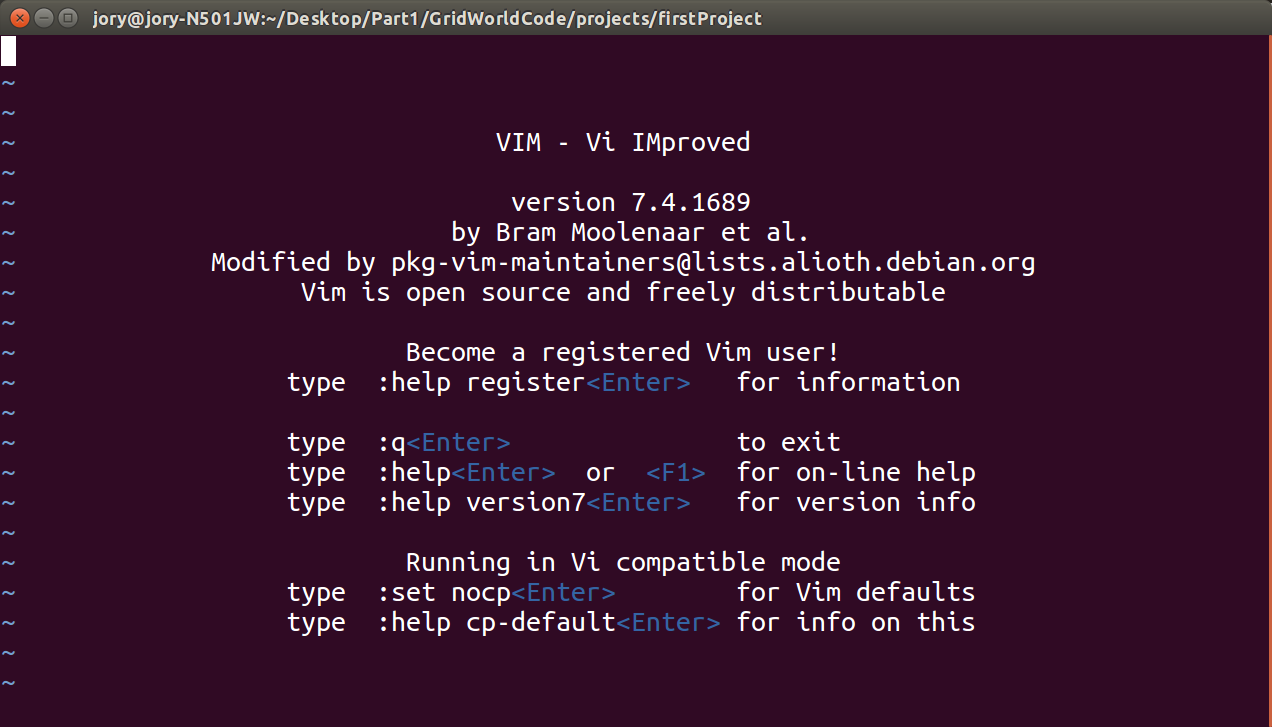 jory@jory-N501JW:~/Desktop/Part1/GridWorldCode/projects/firstProject
~
~
~ VIM - Vi IMproved
~
~ version 7.4.1689
~ by Bram Moolenaar et al.
~ Modified by pkg-vim-maintainers@lists.alioth.debian.org
~ Vim is open source and freely distributable
~
~ Become a registered Vim user!
~ type :help register<Enter> for information
~
~ type :q<Enter> to exit
~ type :help<Enter> or <F1> for on-line help
~ type :help version7<Enter> for version info
~
~ Running in Vi compatible mode
~ type :set nocp<Enter> for Vim defaults
~ type :help cp-default<Enter> for info on this
~
~